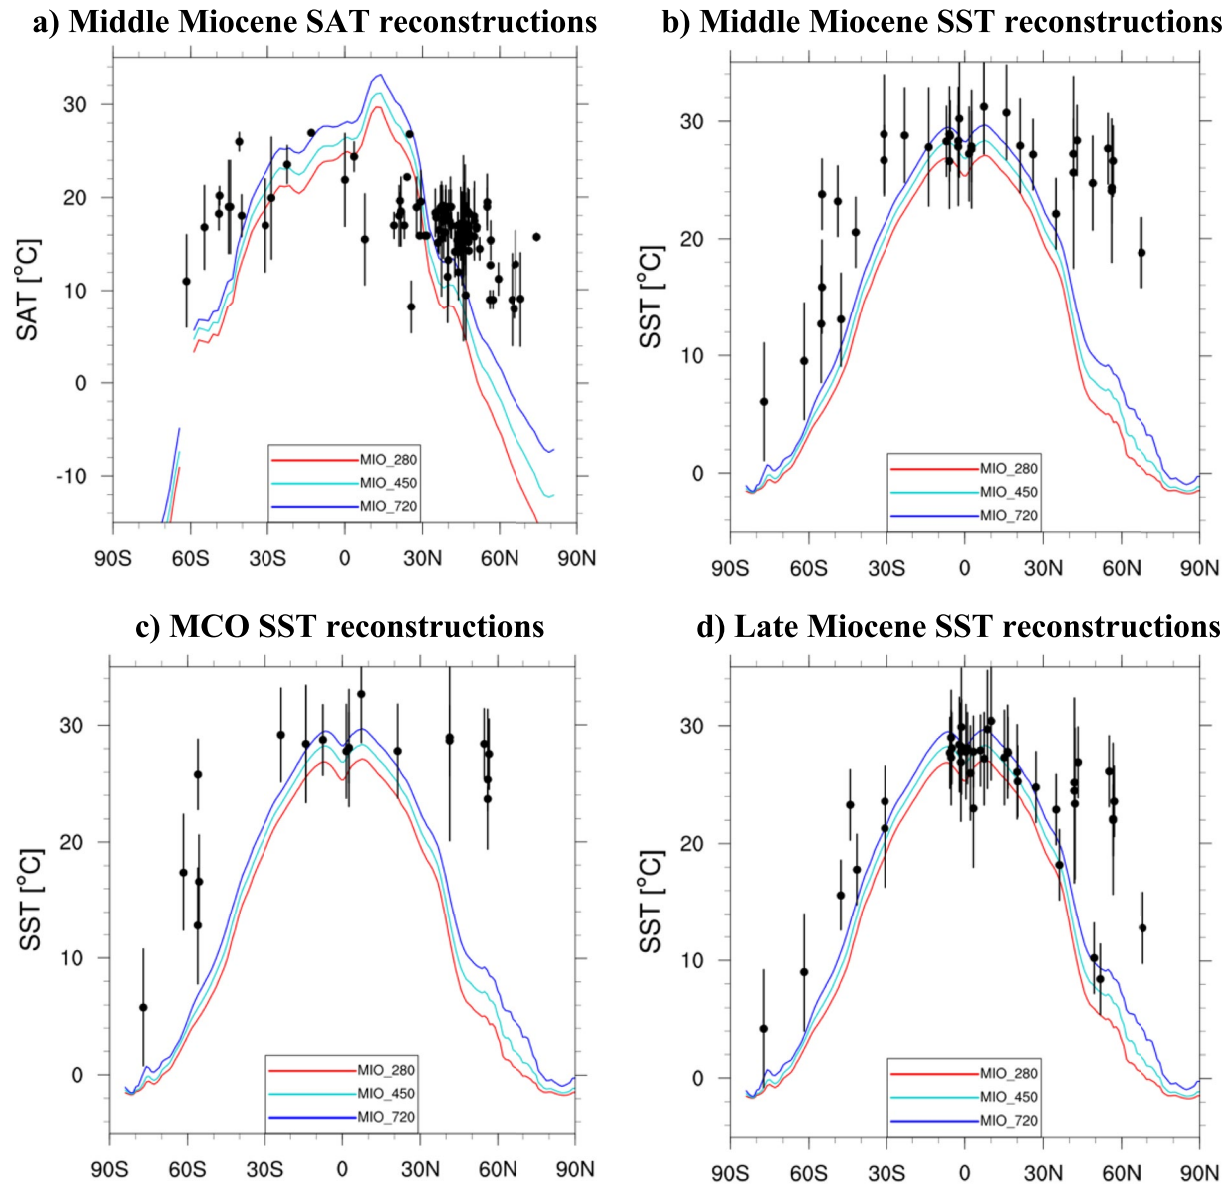 a) Middle Miocene SAT reconstructions
SAT [°C]
30
20
10
0
-10
MIO_280
MIO_450
MIO_720
90S 60S 30S 0 30N 60N 90N
b) Middle Miocene SST reconstructions
SST [°C]
30
20
10
0
MIO_280
MIO_450
MIO_720
90S 60S 30S 0 30N 60N 90N
c) MCO SST reconstructions
SST [°C]
30
20
10
0
MIO_280
MIO_450
MIO_720
90S 60S 30S 0 30N 60N 90N
d) Late Miocene SST reconstructions
SST [°C]
30
20
10
0
MIO_280
MIO_450
MIO_720
90S 60S 30S 0 30N 60N 90N